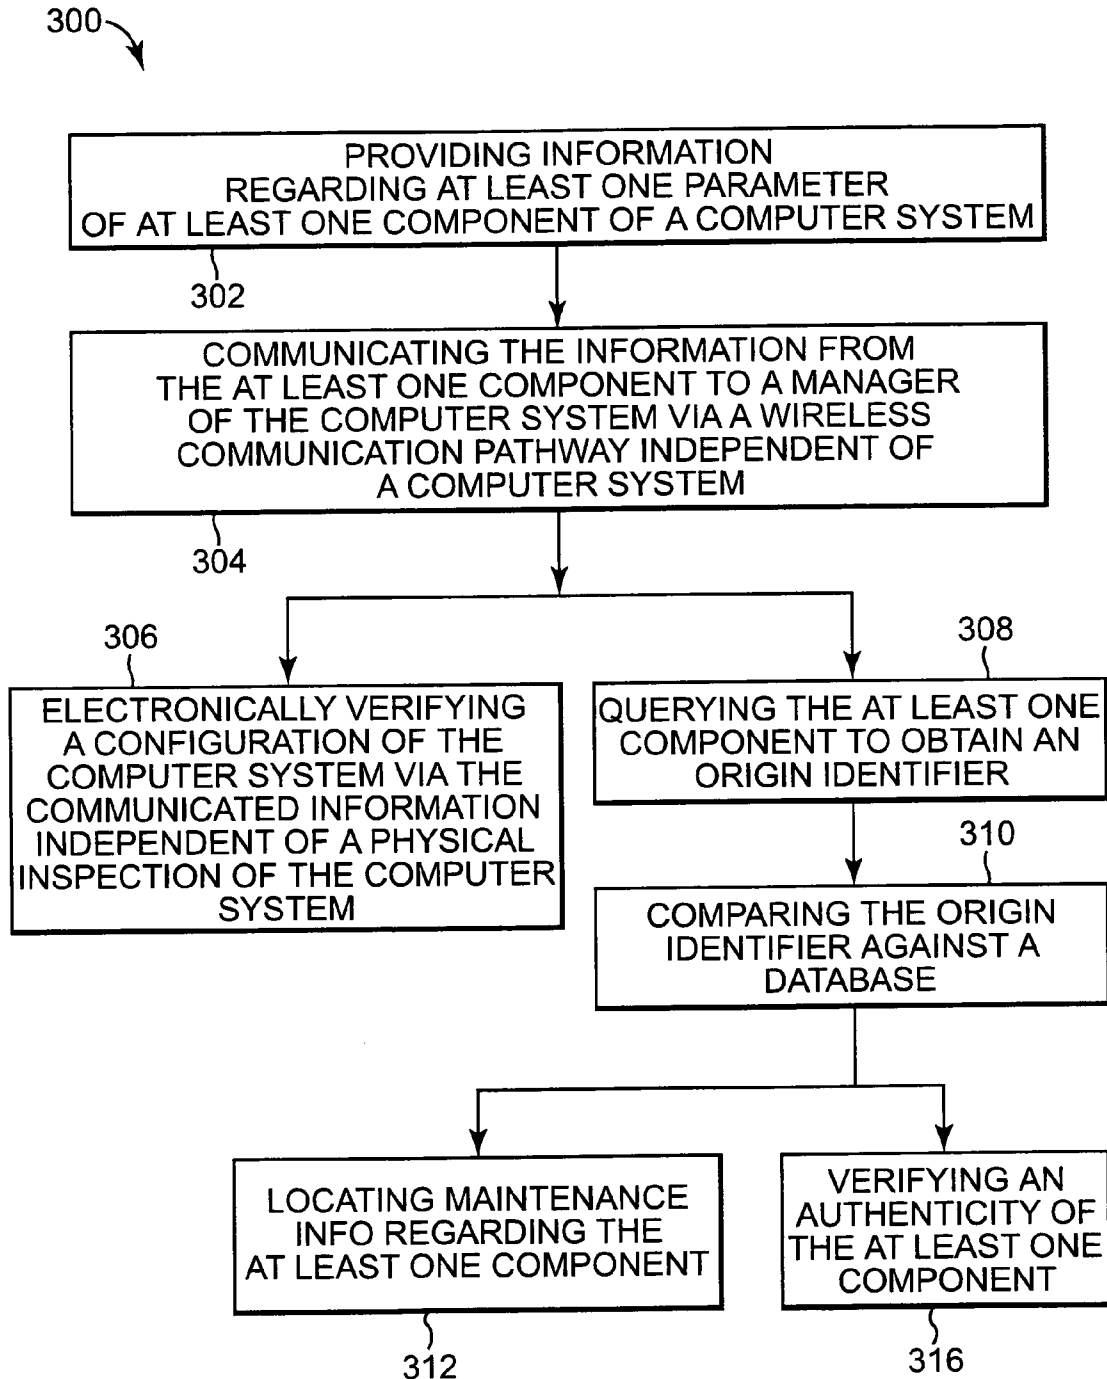 300
PROVIDING INFORMATION
REGARDING AT LEAST ONE PARAMETER
OF AT LEAST ONE COMPONENT OF A COMPUTER SYSTEM
302
COMMUNICATING THE INFORMATION FROM
THE AT LEAST ONE COMPONENT TO A MANAGER
OF THE COMPUTER SYSTEM VIA A WIRELESS
COMMUNICATION PATHWAY INDEPENDENT OF
A COMPUTER SYSTEM
304
306
ELECTRONICALLY VERIFYING
A CONFIGURATION OF THE
COMPUTER SYSTEM VIA THE
COMMUNICATED INFORMATION
INDEPENDENT OF A PHYSICAL
INSPECTION OF THE COMPUTER
SYSTEM
308
QUERYING THE AT LEAST ONE
COMPONENT TO OBTAIN AN
ORIGIN IDENTIFIER
310
COMPARING THE ORIGIN
IDENTIFIER AGAINST A
DATABASE
LOCATING MAINTENANCE
INFO REGARDING THE
AT LEAST ONE COMPONENT
312
VERIFYING AN
AUTHENTICITY OF
THE AT LEAST ONE
COMPONENT
316